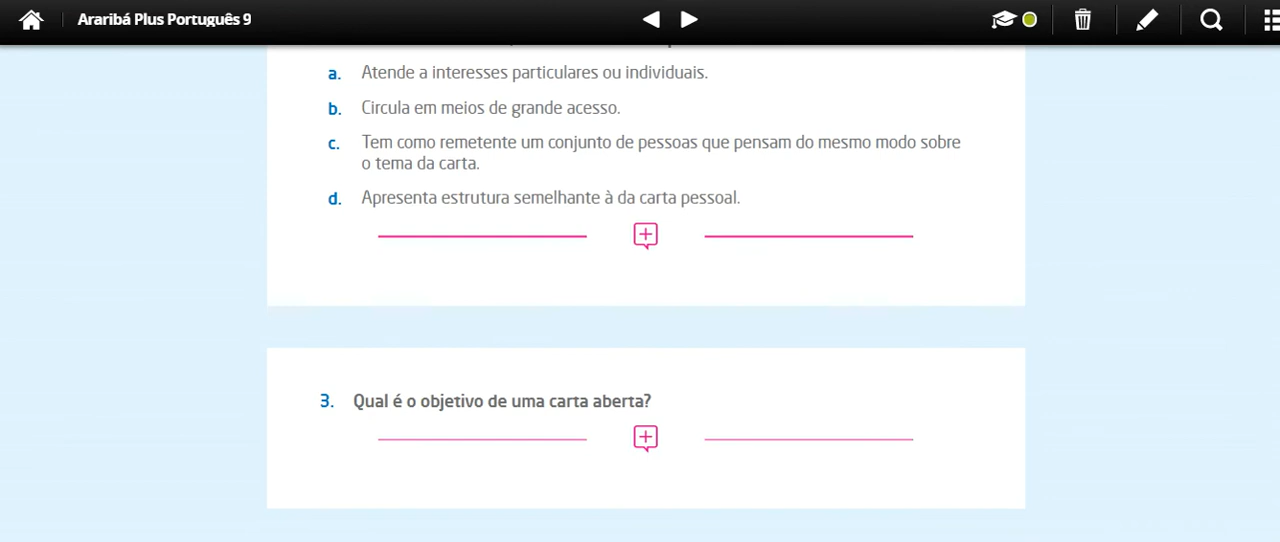 Araribá Plus Português 9
a. Atende a interesses particulares ou individuais.
b. Circula em meios de grande acesso.
c. Tem como remetente um conjunto de pessoas que pensam do mesmo modo sobre
o tema da carta.
d. Apresenta estrutura semelhante à da carta pessoal.
3. Qual é o objetivo de uma carta aberta?